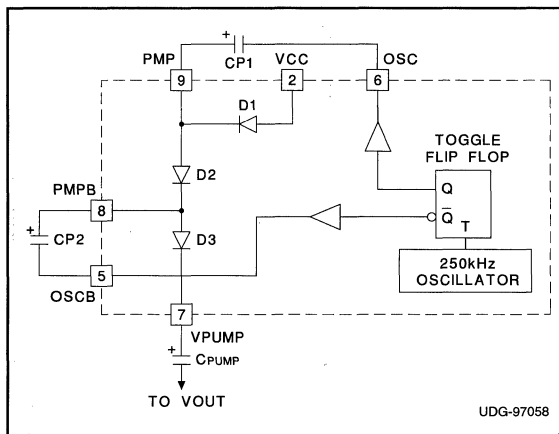 PMP + CP1 VCC OSC
9 2 6
D1
TOGGLE
FLIP FLOP
D2
Q
PMPB
8
Q̅
T
+
CP2
D3
5
250kHz
OSCILLATOR
OSCB
7
VPUMP
+
CPUMP
TO VOUT
UDG-97058